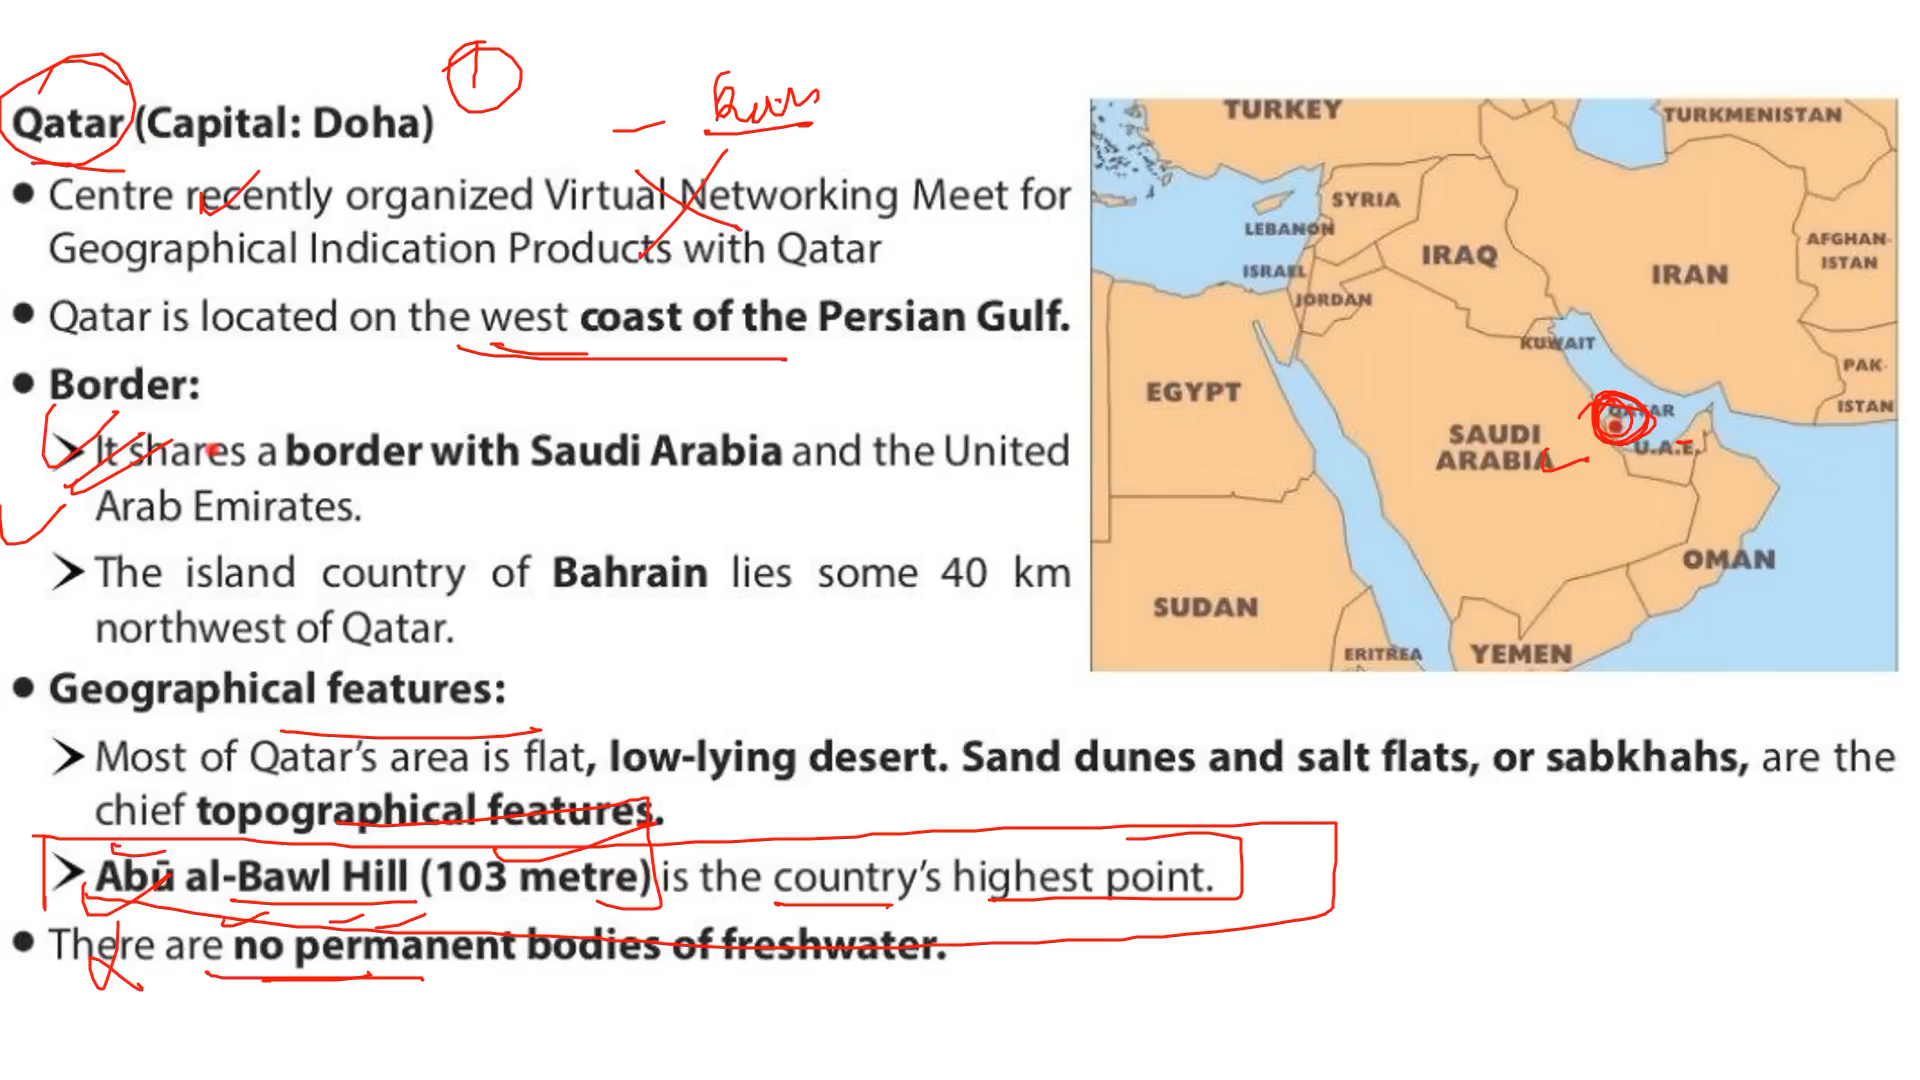 Qatar (Capital: Doha)
• Centre recently organized Virtual Networking Meet for
Geographical Indication Products with Qatar
• Qatar is located on the west coast of the Persian Gulf.
• Border:
➤ It shares a border with Saudi Arabia and the United
Arab Emirates.
➤ The island country of Bahrain lies some 40 km
northwest of Qatar.
• Geographical features:
➤ Most of Qatar’s area is flat, low-lying desert. Sand dunes and salt flats, or sabkhahs, are the
chief topographical features.
➤ Abū al-Bawl Hill (103 metre) is the country’s highest point.
• There are no permanent bodies of freshwater.
1
TURKEY
TURKMENISTAN
SYRIA
LEBANON
IRAQ
IRAN
AFGHAN-
ISTAN
ISRAEL
JORDAN
KUWAIT
PAK-
ISTAN
EGYPT
QATAR
SAUDI
ARABIA
U.A.E.
OMAN
SUDAN
ERITREA
YEMEN